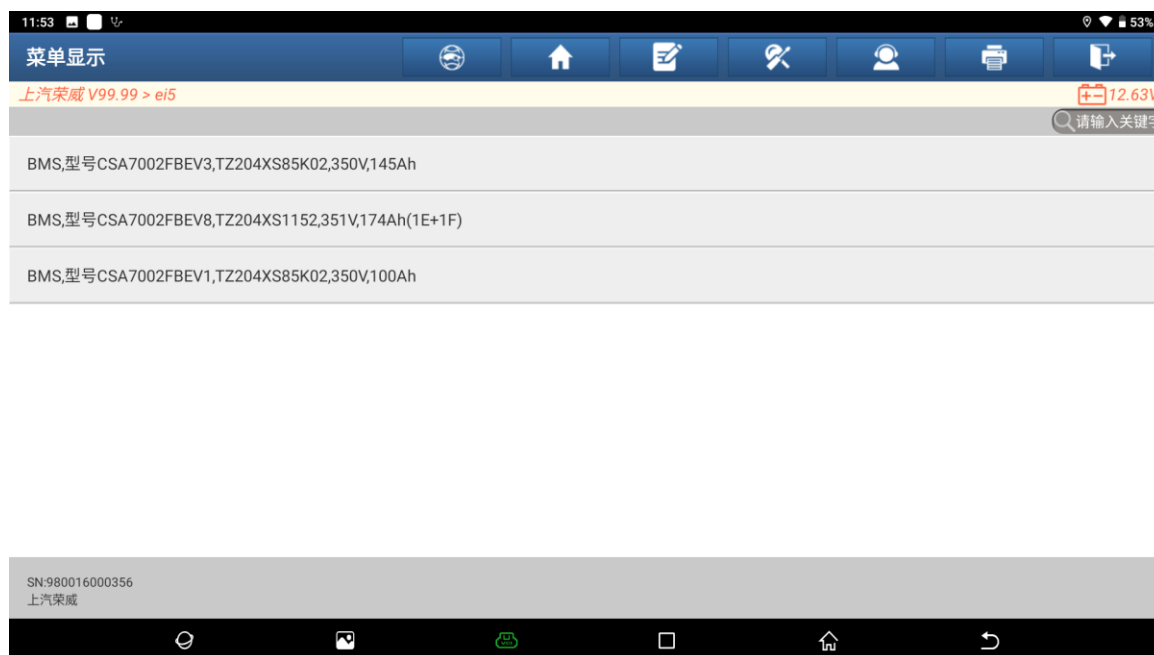 11:53
53%
菜单显示
上汽荣威 V99.99 > ei5
12.63V
请输入关键字
BMS,型号CSA7002FBEV3,TZ204XS85K02,350V,145Ah
BMS,型号CSA7002FBEV8,TZ204XS1152,351V,174Ah(1E+1F)
BMS,型号CSA7002FBEV1,TZ204XS85K02,350V,100Ah
SN:980016000356
上汽荣威
VCI